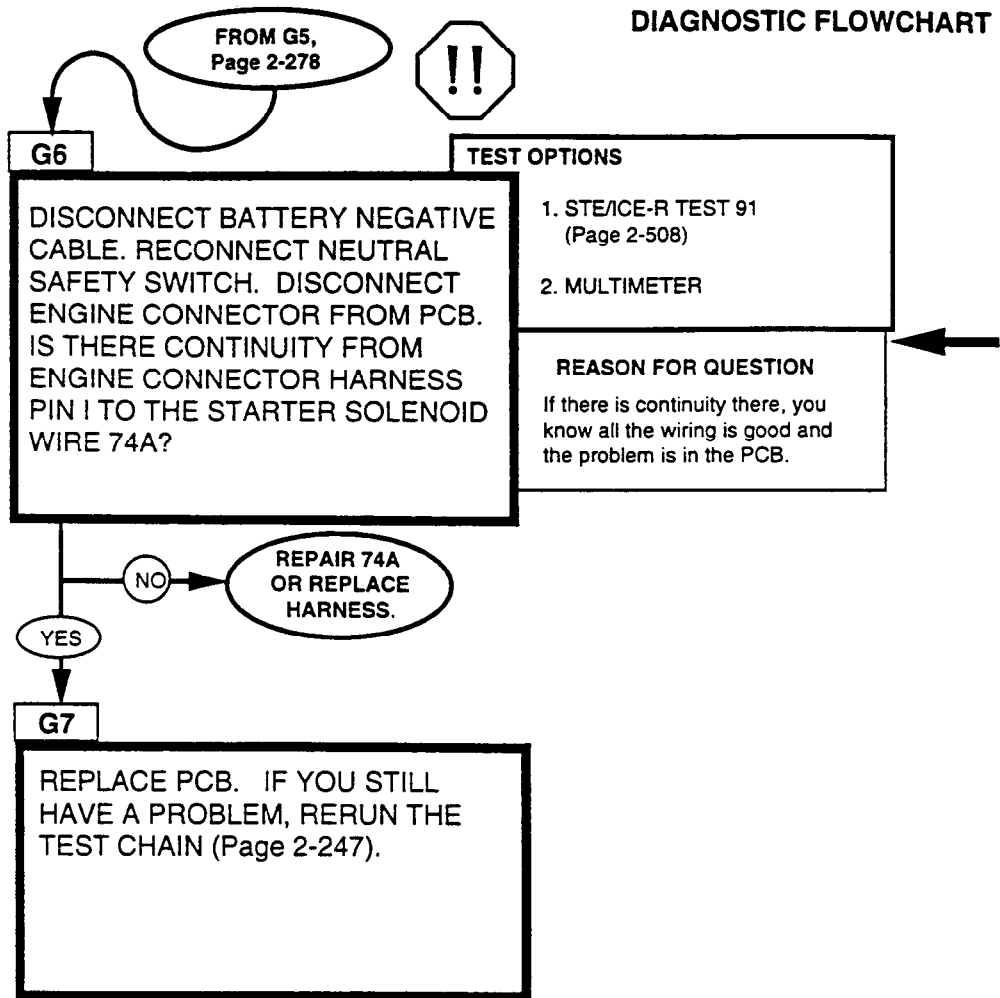 DIAGNOSTIC FLOWCHART
FROM G5,
Page 2-278
!!
G6
DISCONNECT BATTERY NEGATIVE
CABLE. RECONNECT NEUTRAL
SAFETY SWITCH. DISCONNECT
ENGINE CONNECTOR FROM PCB.
IS THERE CONTINUITY FROM
ENGINE CONNECTOR HARNESS
PIN I TO THE STARTER SOLENOID
WIRE 74A?
TEST OPTIONS
1. STE/ICE-R TEST 91
(Page 2-508)
2. MULTIMETER
REASON FOR QUESTION
If there is continuity there, you
know all the wiring is good and
the problem is in the PCB.
NO
REPAIR 74A
OR REPLACE
HARNESS.
YES
G7
REPLACE PCB. IF YOU STILL
HAVE A PROBLEM, RERUN THE
TEST CHAIN (Page 2-247).